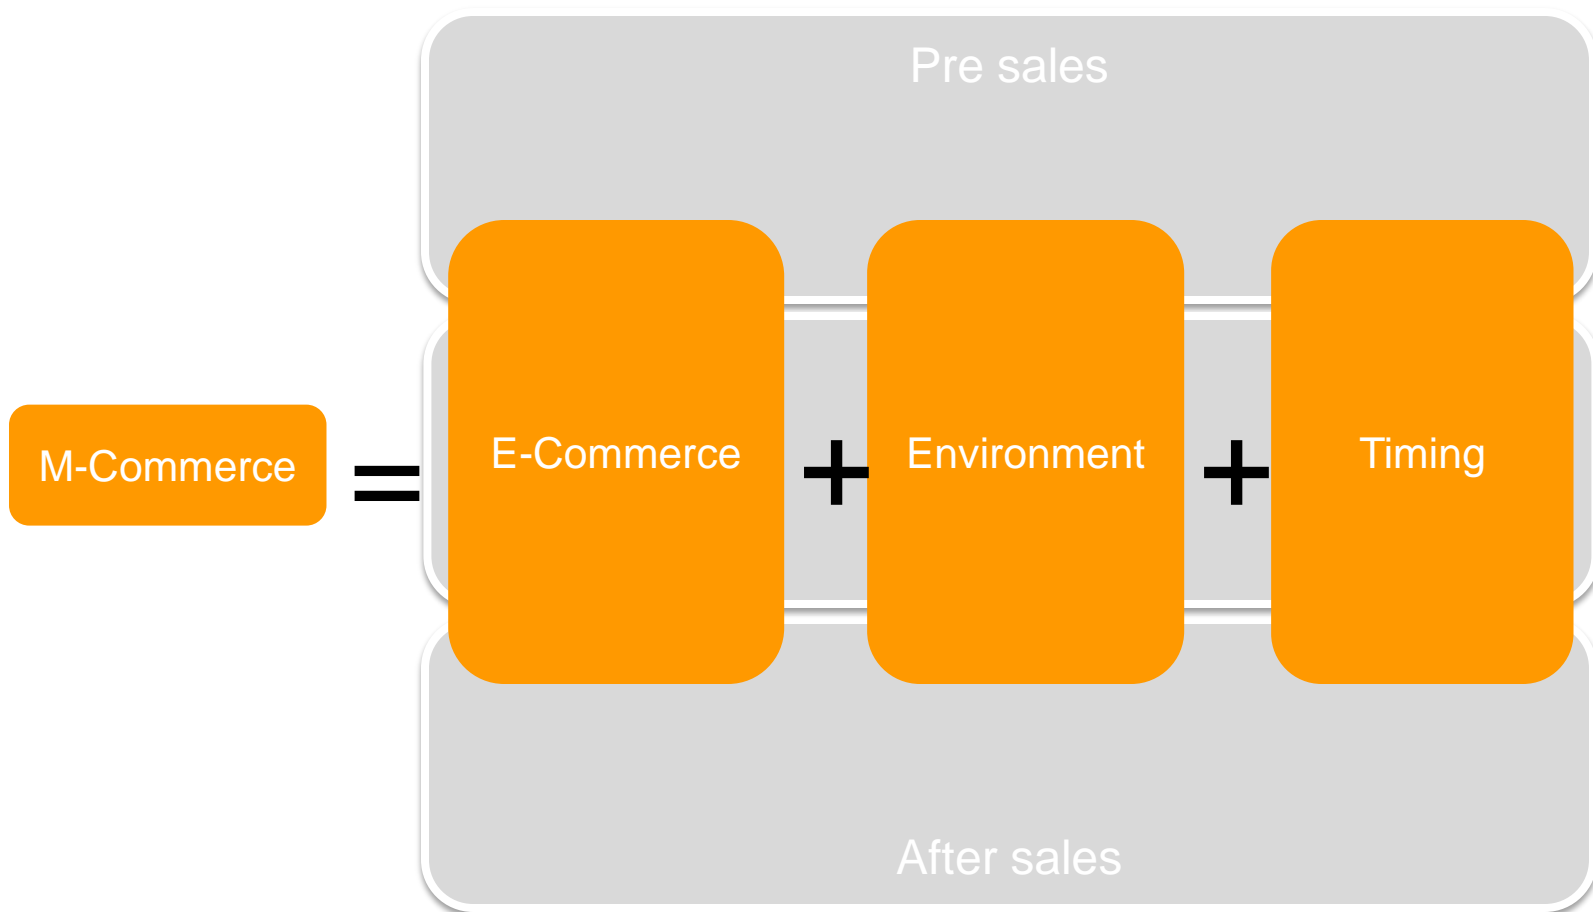 Pre sales
M-Commerce = E-Commerce + Environment + Timing
After sales